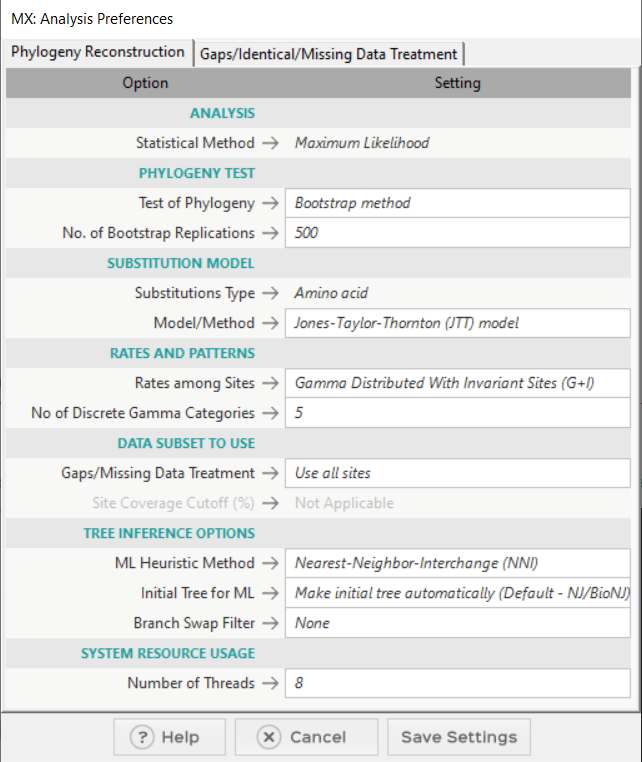 MX: Analysis Preferences
Phylogeny Reconstruction Gaps/Identical/Missing Data Treatment
Option Setting
ANALYSIS
Statistical Method → Maximum Likelihood
PHYLOGENY TEST
Test of Phylogeny → Bootstrap method
No. of Bootstrap Replications → 500
SUBSTITUTION MODEL
Substitutions Type → Amino acid
Model/Method → Jones-Taylor-Thornton (JTT) model
RATES AND PATTERNS
Rates among Sites → Gamma Distributed With Invariant Sites (G+I)
No of Discrete Gamma Categories → 5
DATA SUBSET TO USE
Gaps/Missing Data Treatment → Use all sites
Site Coverage Cutoff (%) → Not Applicable
TREE INFERENCE OPTIONS
ML Heuristic Method → Nearest-Neighbor-Interchange (NNI)
Initial Tree for ML → Make initial tree automatically (Default - NJ/BioNJ)
Branch Swap Filter → None
SYSTEM RESOURCE USAGE
Number of Threads → 8
? Help X Cancel Save Settings